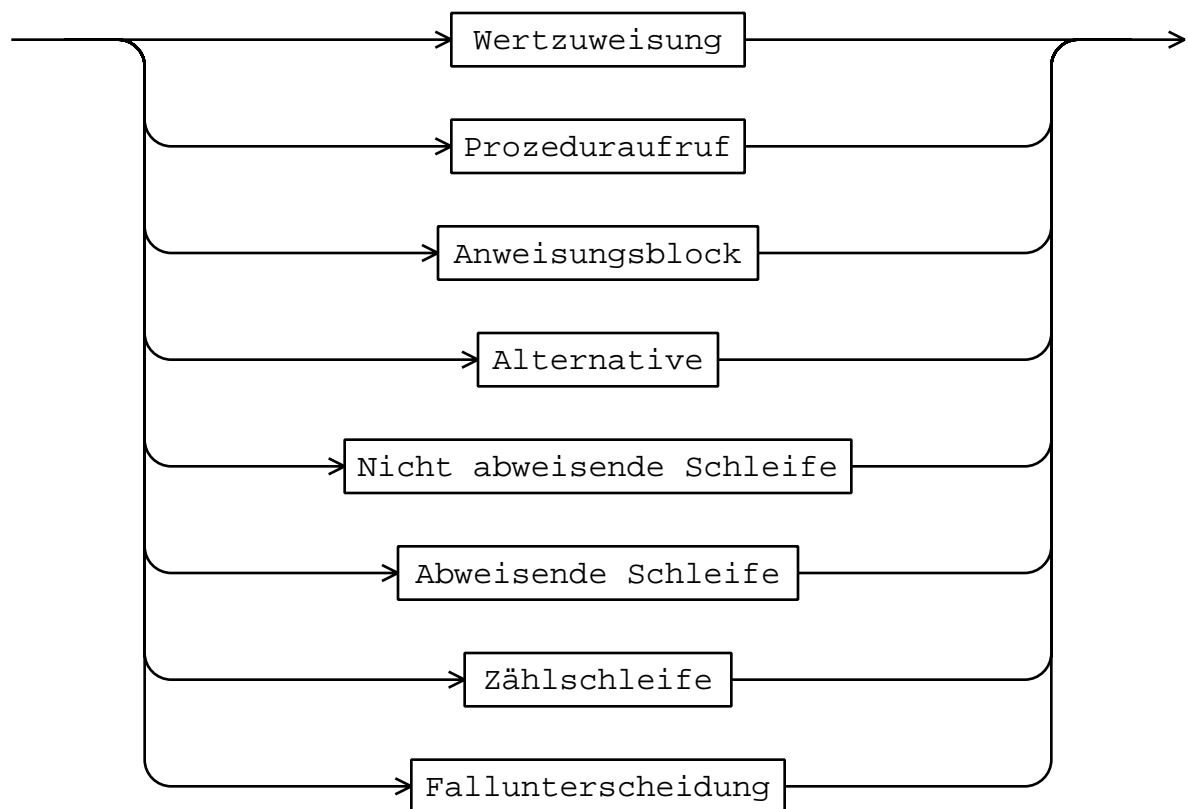 Wertzuweisung
Prozeduraufruf
Anweisungsblock
Alternative
Nicht abweisende Schleife
Abweisende Schleife
Zählschleife
Fallunterscheidung